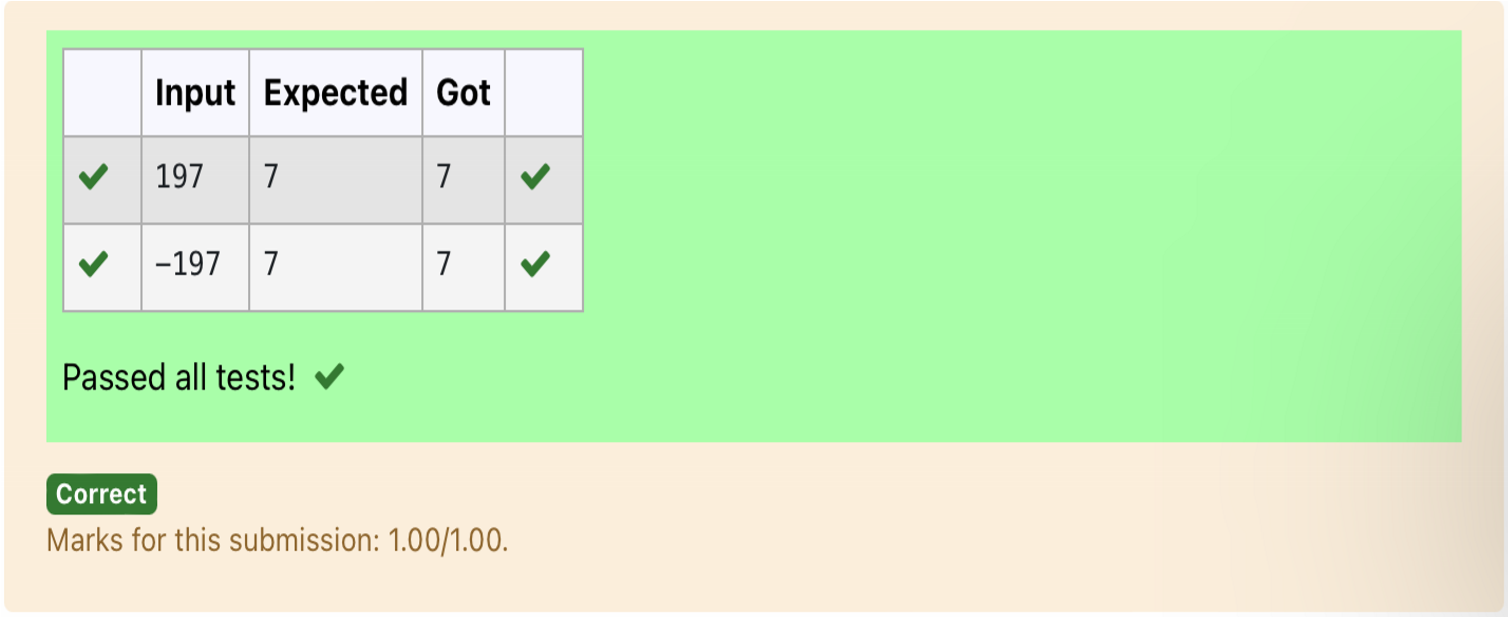 Input Expected Got
197 7 7
–197 7 7
Passed all tests!
Correct
Marks for this submission: 1.00/1.00.